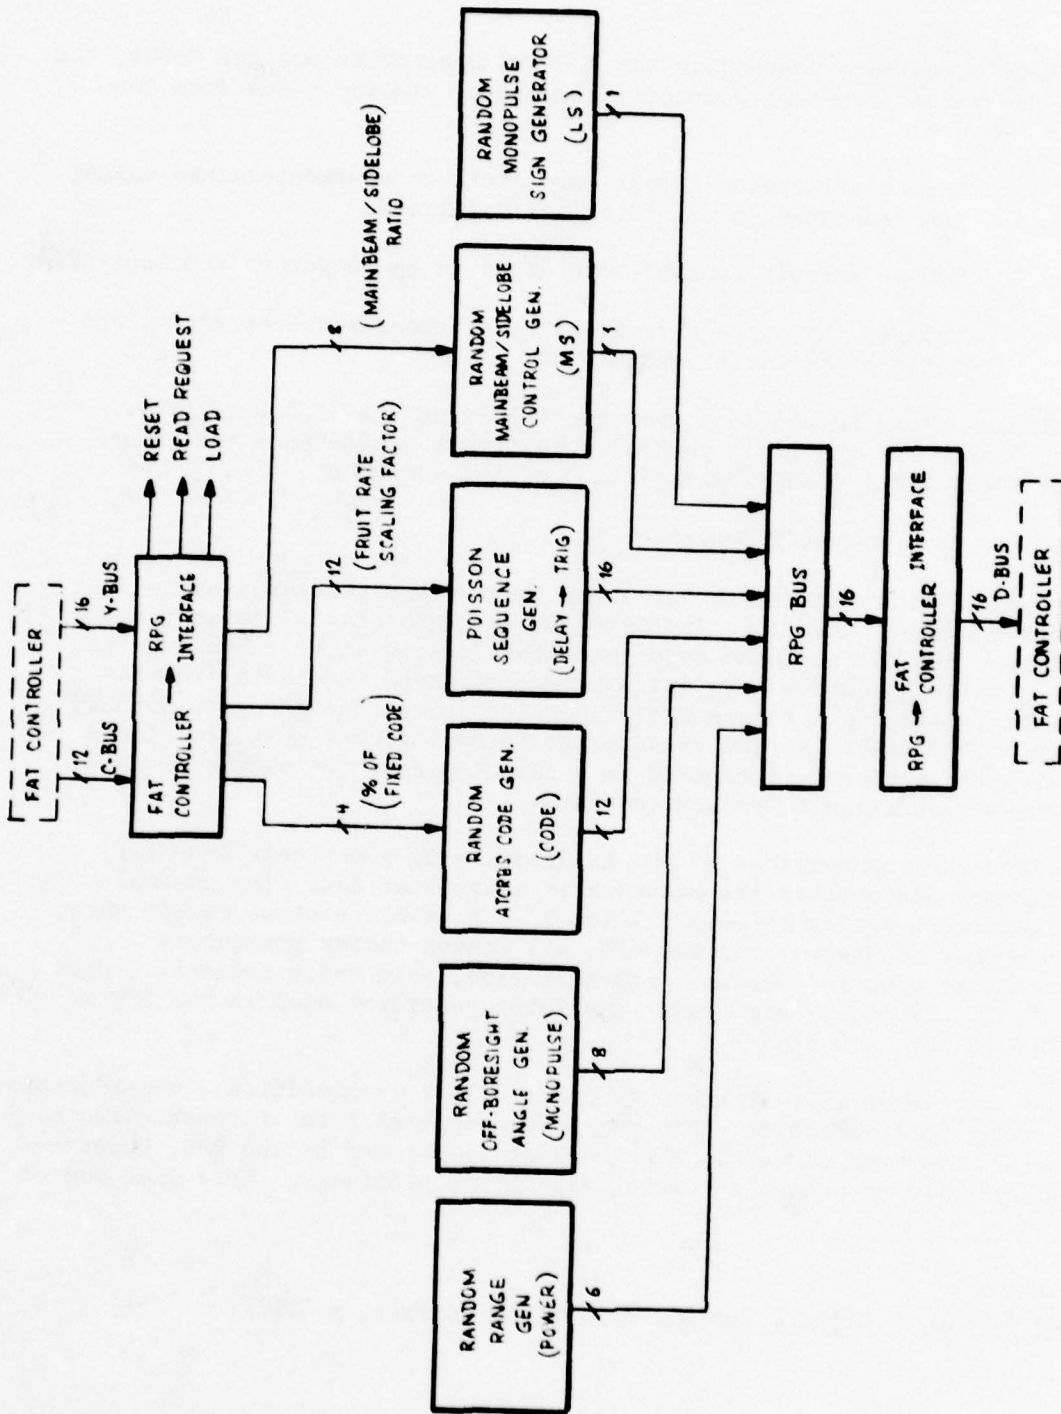 FAT CONTROLLER
12
C-BUS
16
Y-BUS
FAT
CONTROLLER → RPG
INTERFACE
RESET
READ REQUEST
LOAD
4
(% OF
FIXED CODE)
12
(FRUIT RATE
SCALING FACTOR)
8
(MAINBEAM/SIDELOBE)
RATIO
RANDOM
RANGE
GEN
(POWER)
6
RANDOM
OFF-BORESIGHT
ANGLE GEN.
(MONOPULSE)
8
RANDOM
ATCRBS CODE GEN.
(CODE)
12
POISSON
SEQUENCE
GEN.
(DELAY → TRIG)
16
RANDOM
MAINBEAM/SIDELOBE
CONTROL GEN.
(MS)
1
RANDOM
MONOPULSE
SIGN GENERATOR
(LS)
1
RPG BUS
16
RPG → FAT
CONTROLLER INTERFACE
16
D-BUS
FAT CONTROLLER